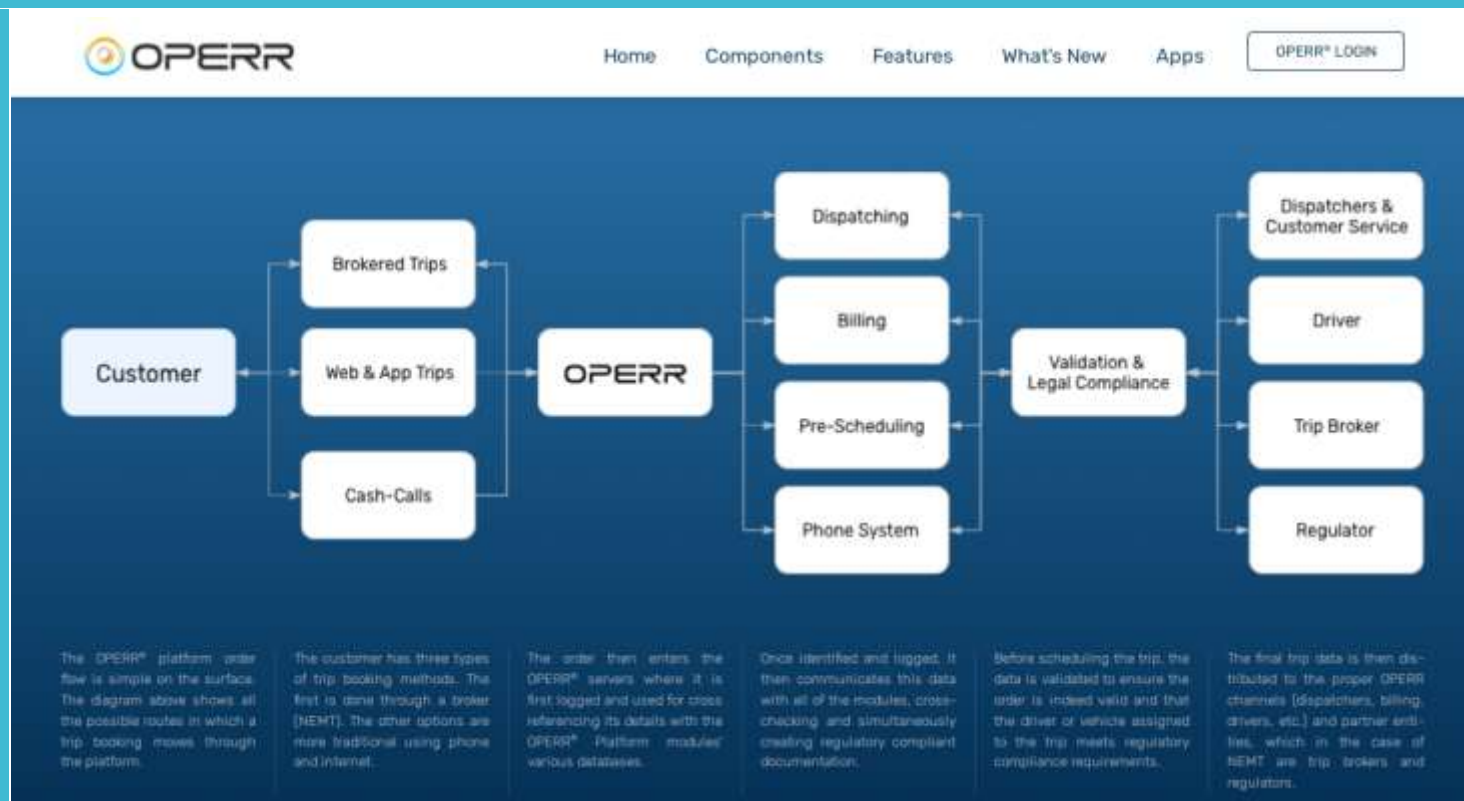 OPERR
Home Components Features What's New Apps OPERR® LOGIN
Customer
Brokered Trips
Web & App Trips
Cash-Calls
OPERR
Dispatching
Billing
Pre-Scheduling
Phone System
Validation &
Legal Compliance
Dispatchers &
Customer Service
Driver
Trip Broker
Regulator
The OPERR® platform order
flow is simple on the surface.
The diagram above shows all
the possible routes in which a
trip booking moves through
the platform.
The customer has three types
of trip booking methods. The
first is done through a broker
(NEMT). The other options are
more traditional using phone
and internet.
The order then enters the
OPERR® servers where it is
first logged and used for cross
referencing its details with the
OPERR® Platform modules'
various databases.
Once identified and logged, it
then communicates this data
with all of the modules, cross-
checking and simultaneously
creating regulatory compliant
documentation.
Before scheduling the trip, the
data is validated to ensure the
order is indeed valid and that
the driver or vehicle assigned
to the trip meets regulatory
compliance requirements.
The final trip data is then dis-
tributed to the proper OPERR
channels (dispatchers, billing,
drivers, etc.) and partner enti-
ties, which in the case of
NEMT are trip brokers and
regulators.